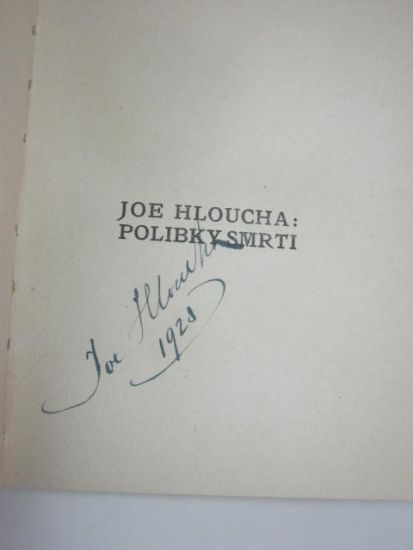 JOE HLOUCHA:
POLIBKY SMRTI
Joe Hloucha
1928